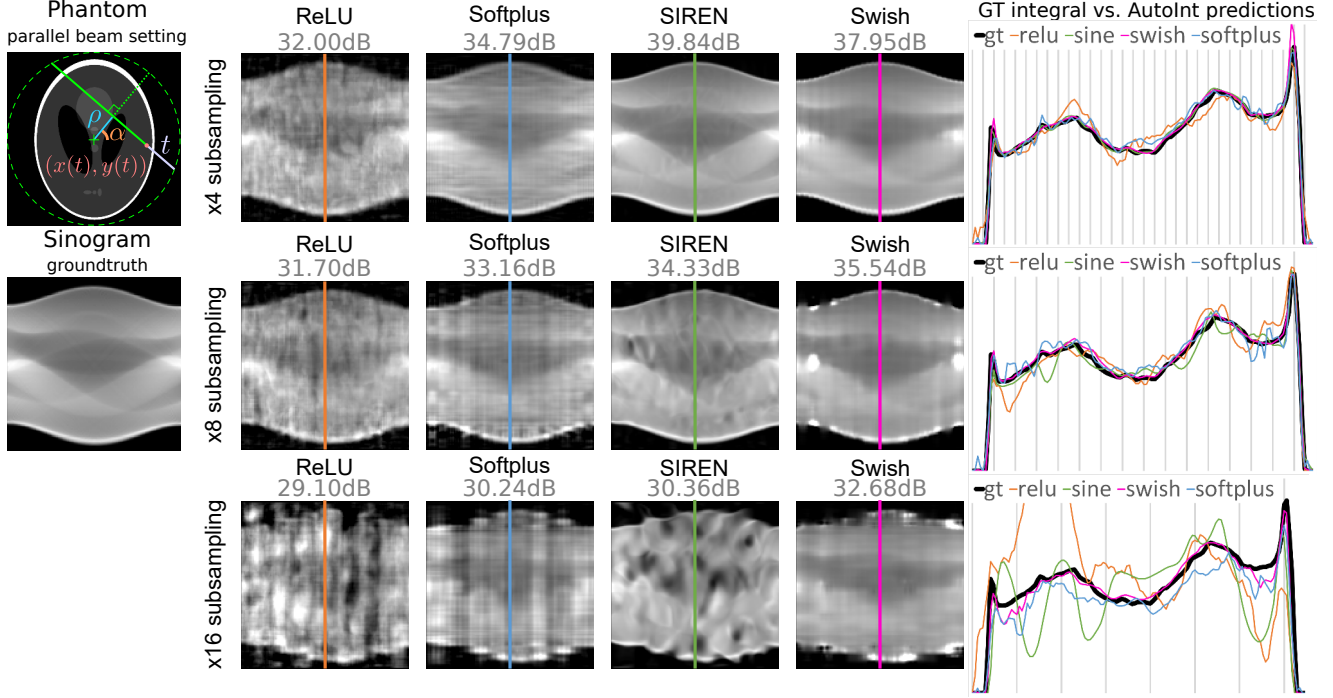 Phantom
parallel beam setting
ρ
α
t
(x(t), y(t))
Sinogram
groundtruth
x4 subsampling
ReLU
32.00dB
Softplus
34.79dB
SIREN
39.84dB
Swish
37.95dB
GT integral vs. AutoInt predictions
gt relu sine swish softplus
x8 subsampling
ReLU
31.70dB
Softplus
33.16dB
SIREN
34.33dB
Swish
35.54dB
gt relu sine swish softplus
x16 subsampling
ReLU
29.10dB
Softplus
30.24dB
SIREN
30.36dB
Swish
32.68dB
gt relu sine swish softplus